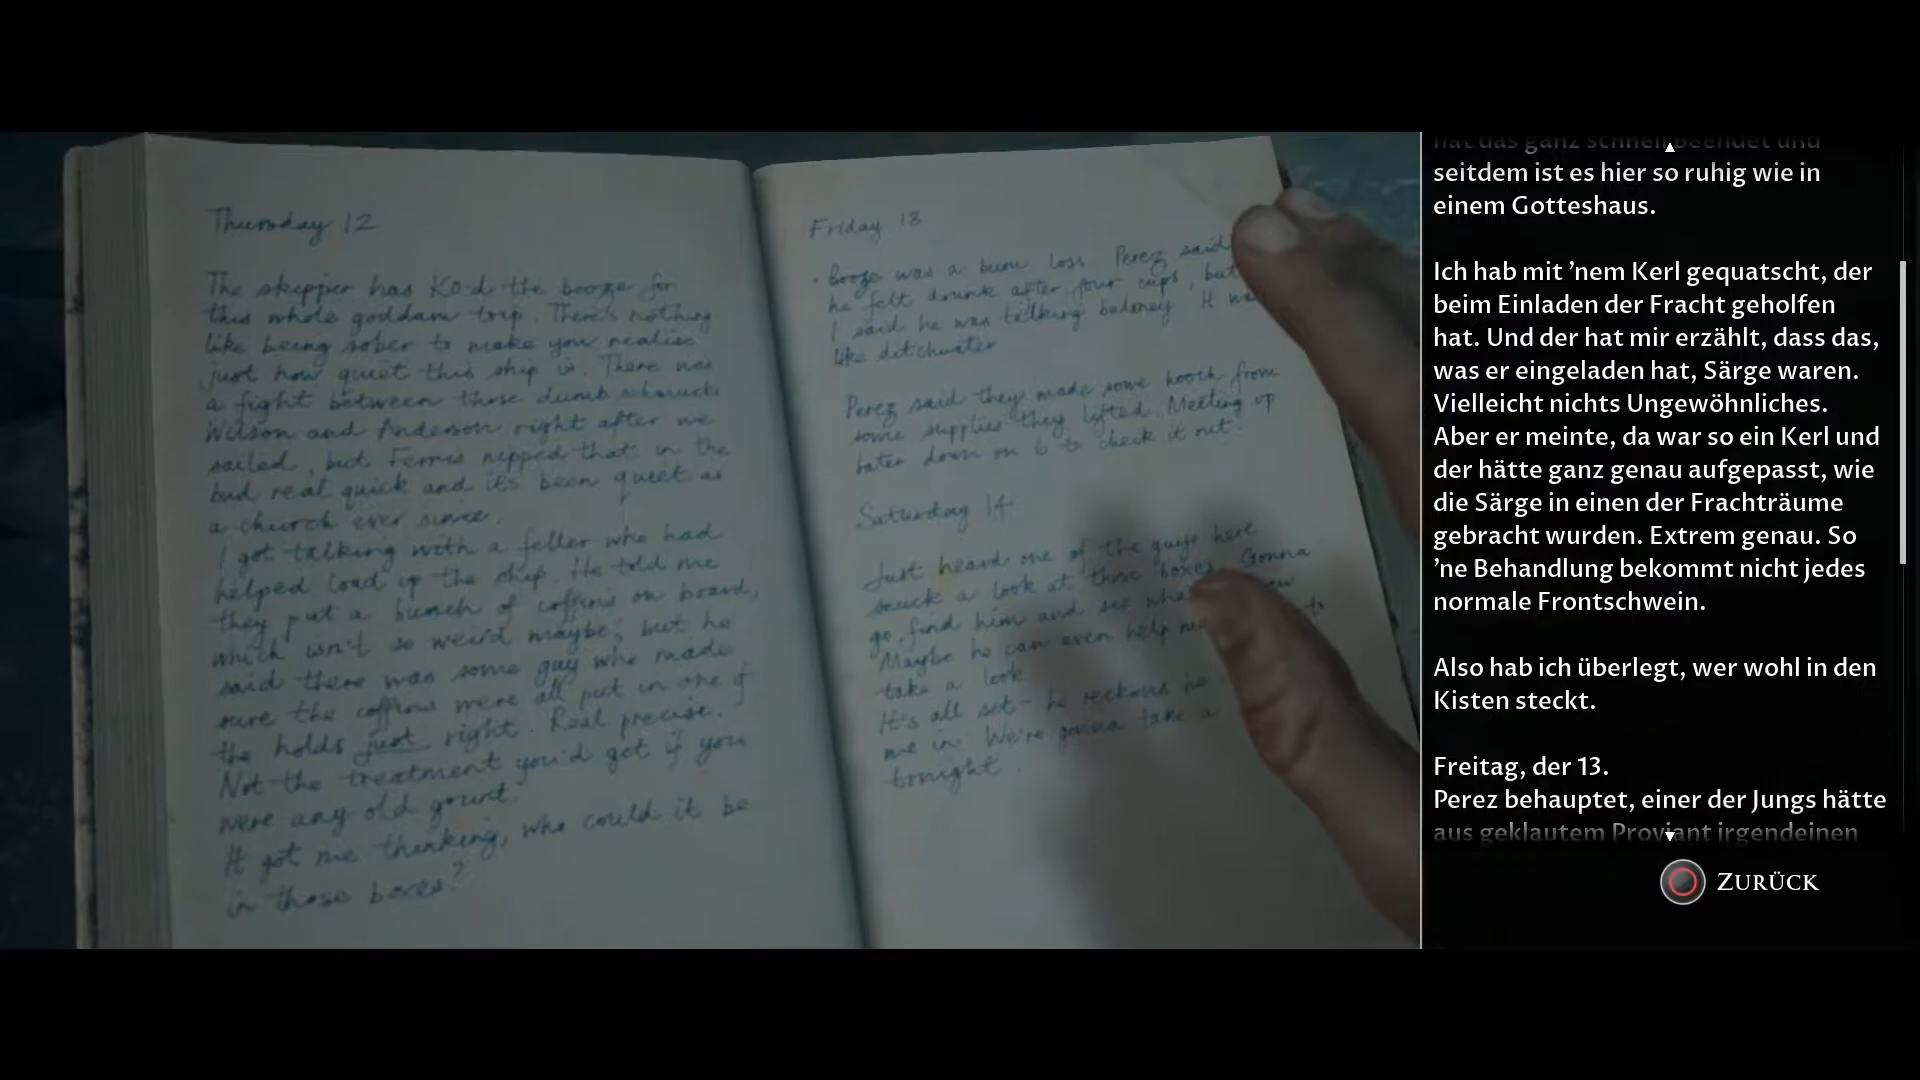 Thursday 12
The skipper has KO'd the booze for
this whole goddam trip. There's nothing
like being sober to make you realise
just how quiet this ship is. There was
a fight between those dumb schmucks
Wilson and Anderson right after we
sailed, but Ferris nipped that in the
bud real quick and it's been quiet as
a church ever since.
I got talking with a feller who had
helped load up the ship. He told me
they put a bunch of coffins on board,
which isn't so weird maybe, but he
said there was some guy who made
sure the coffins were all put in one of
the holds just right. Real precise.
Not the treatment you'd get if you
were any old grunt.
It got me thinking, who could it be
in those boxes?
Friday 13
Booze was a bum loss. Perez said
he felt drunk after four cups, but
I said he was talking baloney. It was
like ditchwater
Perez said they made some hooch from
some supplies they lifted. Meeting up
later down on 6 to check it out.
Saturday 14
Just heard one of the guys here
snuck a look at those boxes. Gonna
go find him and see what
Maybe he can even help me
take a look
It's all set - he reckons he
me in. We're gonna take a
tonight.
hat das ganz schnell beendet und
seitdem ist es hier so ruhig wie in
einem Gotteshaus.
Ich hab mit ’nem Kerl gequatscht, der
beim Einladen der Fracht geholfen
hat. Und der hat mir erzählt, dass das,
was er eingeladen hat, Särge waren.
Vielleicht nichts Ungewöhnliches.
Aber er meinte, da war so ein Kerl und
der hätte ganz genau aufgepasst, wie
die Särge in einen der Frachträume
gebracht wurden. Extrem genau. So
’ne Behandlung bekommt nicht jedes
normale Frontschwein.
Also hab ich überlegt, wer wohl in den
Kisten steckt.
Freitag, der 13.
Perez behauptet, einer der Jungs hätte
aus geklautem Proviant irgendeinen
ZURÜCK